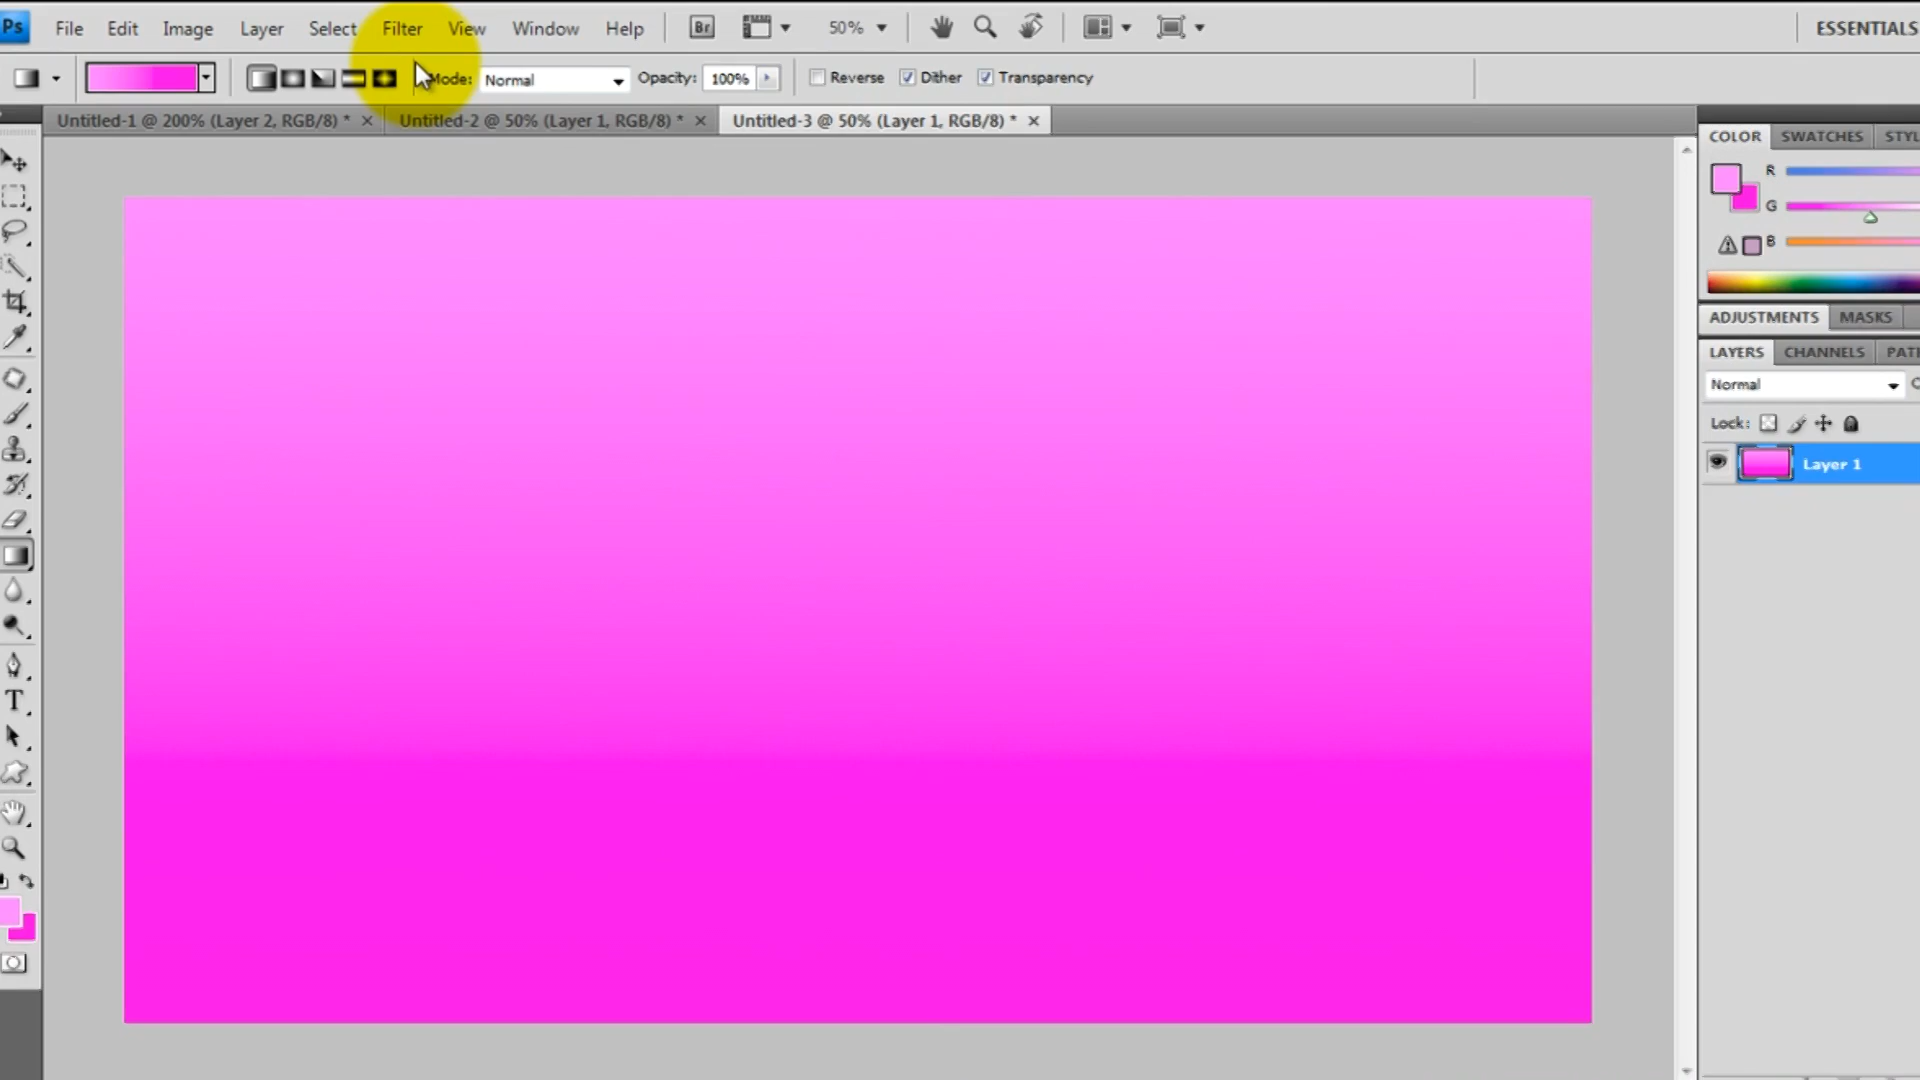 Ps File Edit Image Layer Select Filter View Window Help Br 50% ESSENTIALS
Mode: Normal Opacity: 100% Reverse Dither Transparency
Untitled-1 @ 200% (Layer 2, RGB/8) * × Untitled-2 @ 50% (Layer 1, RGB/8) * × Untitled-3 @ 50% (Layer 1, RGB/8) * ×
COLOR SWATCHES STYL
R
G
B
ADJUSTMENTS MASKS
LAYERS CHANNELS PAT
Normal
Lock:
Layer 1
T